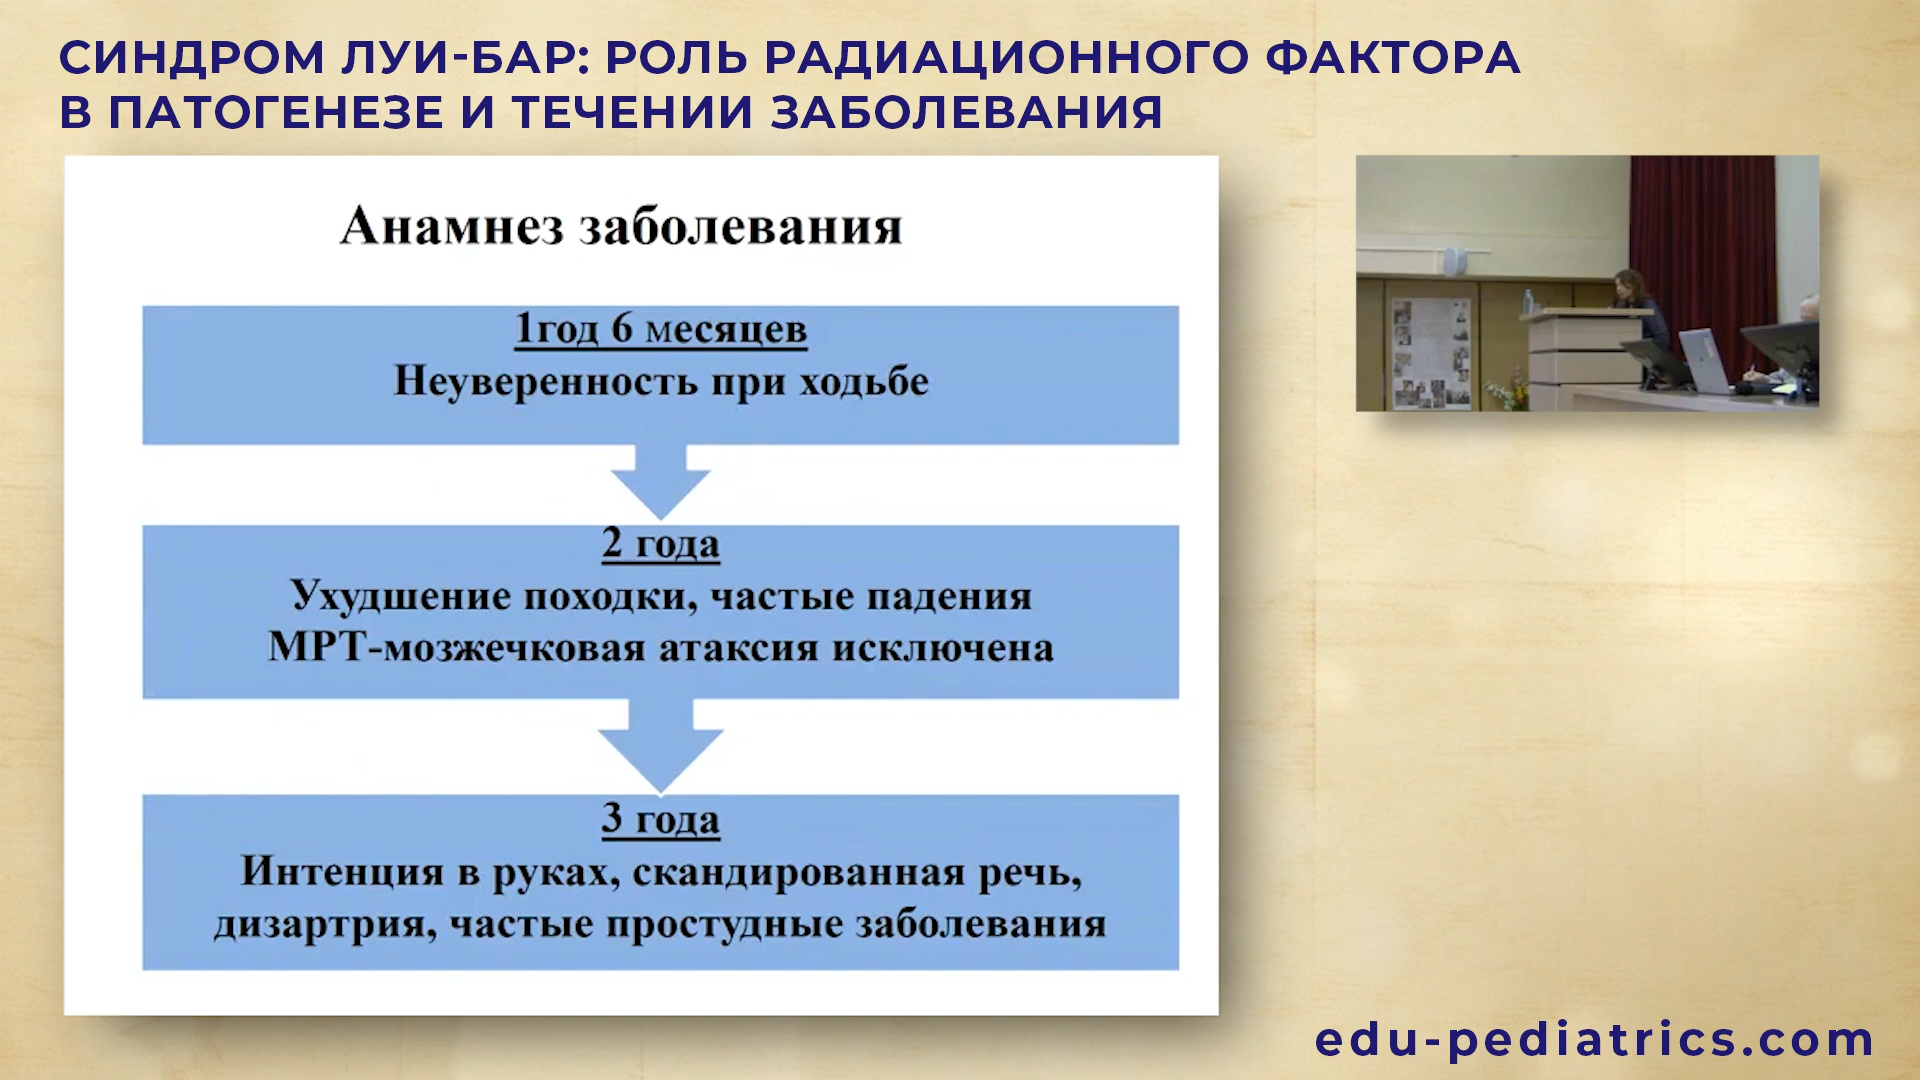 СИНДРОМ ЛУИ-БАР: РОЛЬ РАДИАЦИОННОГО ФАКТОРА
В ПАТОГЕНЕЗЕ И ТЕЧЕНИИ ЗАБОЛЕВАНИЯ
Анамнез заболевания
1год 6 месяцев
Неуверенность при ходьбе
2 года
Ухудшение походки, частые падения
МРТ-мозжечковая атаксия исключена
3 года
Интенция в руках, скандированная речь,
дизартрия, частые простудные заболевания
edu-pediatrics.com